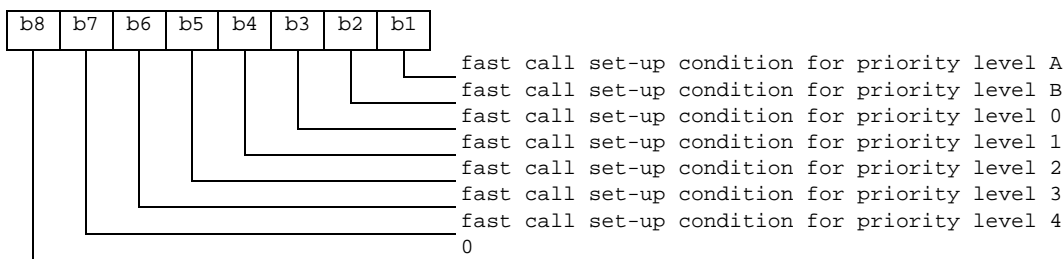 b8 b7 b6 b5 b4 b3 b2 b1
fast call set-up condition for priority level A
fast call set-up condition for priority level B
fast call set-up condition for priority level 0
fast call set-up condition for priority level 1
fast call set-up condition for priority level 2
fast call set-up condition for priority level 3
fast call set-up condition for priority level 4
0